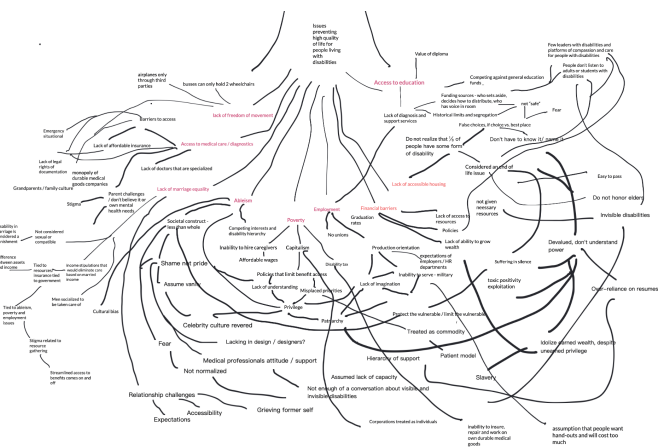 Issues
preventing
high quality
of life for
people living
with
disabilities
airplanes only
through third
parties
busses can only hold 2 wheelchairs
lack of freedom of movement
Barriers to access
Emergency
situational
Lack of affordable insurance
Access to medical care / diagnostics
Lack of legal
rights of
documentation
monopoly of
durable medical
goods companies
Lack of doctors that are specialized
Grandparents / family culture
Stigma
Parent challenges
/ don't believe it or
own mental
health needs
Lack of marriage equality
Value of diploma
Access to education
Competing against general education
funds
Few leaders with disabilities and
platforms of compassion and care
for people with disabilities
People don't listen to
adults or students with
disabilities
Funding sources - who sets aside,
decides how to distribute, who
has voice in room
not "safe"
Fear
Lack of diagnosis and
support services
Historical limits and segregation
False choices, if choice vs. best place
Do not realize that ½ of
people have some form
of disability
Don't have to know it/ name it
Considered an end of
life issue
Easy to pass
Lack of accessible housing
Do not honor elders
not given
necessary
resources
Invisible disabilities
Ableism
Poverty
Employment
Financial barriers
Graduation
rates
No unions
Lack of access to
resources
Policies
Lack of ability to grow
wealth
Devalued, don't understand
power
Societal construct -
less than whole
Competing interests and
disability hierarchy
Inability to hire caregivers
Affordable wages
Capitalism
Production orientation
expectations of
employers / HR
departments
Suffering in silence
Not considered
sexual or
compatible
Tied to
resources,
insurance tied
to government
Income situations that
would diminish care
based on married
income
Shame not pride
Assume vanity
Policies that limit benefit access
Lack of understanding
Disability tax
Misplaced priorities
Lack of Imagination
Inability to serve - military
toxic positivity
exploitation
Over-reliance on resumes
Privilege
Patriarchy
Protect the vulnerable / limit the vulnerable
Men socialized to
be taken care of
Cultural bias
Tied to ableism,
poverty and
employment
issues
Celebrity culture revered
Treated as commodity
Idolize earned wealth, despite
unearned privilege
Stigma related to
resource
gathering
Fear
Lacking in design / designers?
Patient model
Hierarchy of support
Medical professionals attitude / support
Not normalized
Assumed lack of capacity
Slavery
Streamlined access to
benefits comes on and
off
Not enough of a conversation about visible and
invisible disabilities
Relationship challenges
Accessibility
Grieving former self
Expectations
Corporations treated as individuals
inability to insure,
repair and work on
own durable medical
goods
assumption that people want
hand-outs and will cost too
much